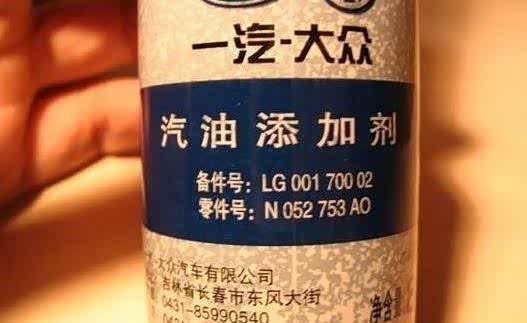 一汽-大众
汽油添加剂
备件号: LG 001 700 02
零件号: N 052 753 AO
大众汽车有限公司
吉林省长春市东风大街
0431-85990540
净含量